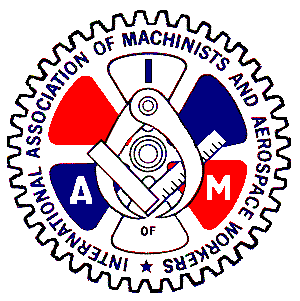 INTERNATIONAL ASSOCIATION OF MACHINISTS AND AEROSPACE WORKERS
I
A M
OF